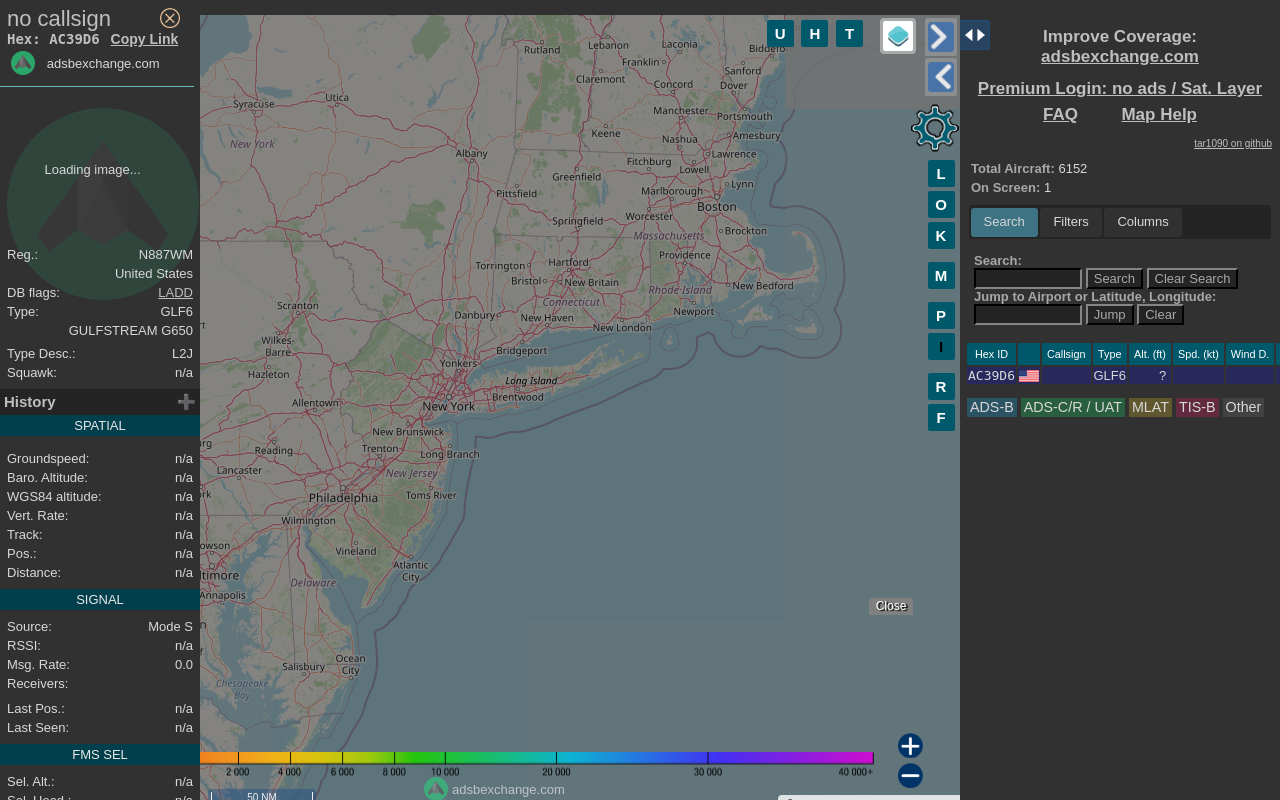 no callsign
Hex: AC39D6 Copy Link
adsbexchange.com
Loading image...
Reg.: N887WM
United States
DB flags: LADD
Type: GLF6
GULFSTREAM G650
Type Desc.: L2J
Squawk: n/a
History
SPATIAL
Groundspeed: n/a
Baro. Altitude: n/a
WGS84 altitude: n/a
Vert. Rate: n/a
Track: n/a
Pos.: n/a
Distance: n/a
SIGNAL
Source: Mode S
RSSI: n/a
Msg. Rate: 0.0
Receivers:
Last Pos.: n/a
Last Seen: n/a
FMS SEL
Sel. Alt.: n/a
U H T
Rutland
Lebanon
Laconia
Franklin
Claremont
Concord
Sanford
Dover
Syracuse
Utica
Manchester
Portsmouth
Keene
Nashua
Amesbury
New York
Albany
Fitchburg
Lawrence
Greenfield
Lowell
Pittsfield
Marlborough
Lynn
Boston
Worcester
Springfield
Massachusetts
Brockton
Providence
Torrington
Hartford
Bristol
New Britain
Rhode Island
New Bedford
Scranton
Connecticut
Danbury
New Haven
Newport
New London
Wilkes-
Barre
Bridgeport
Hazleton
Yonkers
Long Island
Allentown
New York
Brentwood
New Brunswick
Reading
Trenton
Long Branch
Lancaster
New Jersey
Philadelphia
Toms River
Wilmington
Vineland
Atlantic
City
Delaware
Annapolis
Salisbury
Ocean
City
Chesapeake
Bay
L
O
K
M
P
I
R
F
Close
2 000 4 000 6 000 8 000 10 000 20 000 30 000 40 000+
adsbexchange.com
50 NM
Improve Coverage:
adsbexchange.com
Premium Login: no ads / Sat. Layer
FAQ Map Help
tar1090 on github
Total Aircraft: 6152
On Screen: 1
Search Filters Columns
Search:
Search Clear Search
Jump to Airport or Latitude, Longitude:
Jump Clear
Hex ID Callsign Type Alt. (ft) Spd. (kt) Wind D.
AC39D6 GLF6 ?
ADS-B ADS-C/R / UAT MLAT TIS-B Other